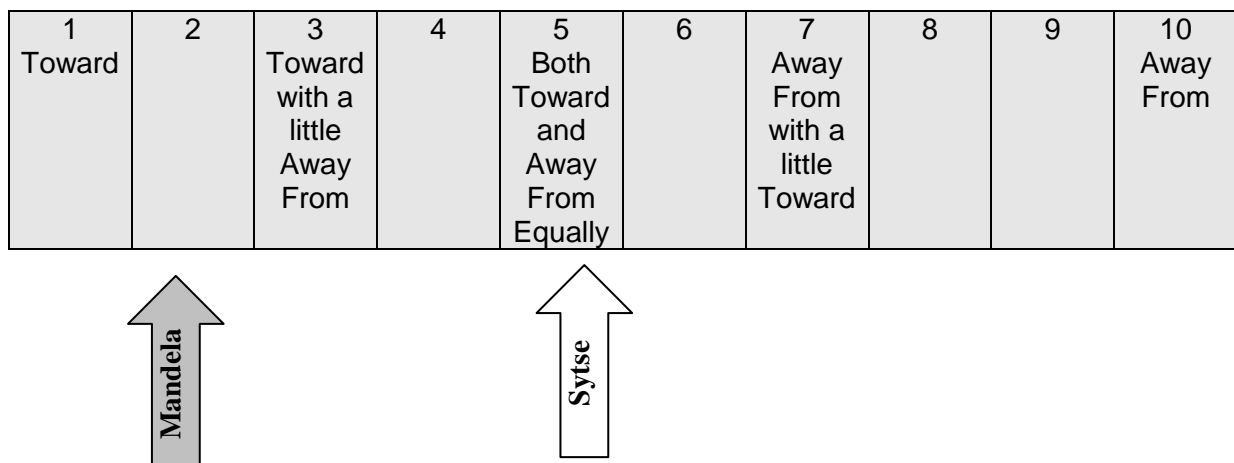 1 2 3 4 5 6 7 8 9 10
Toward Toward Both Away Away
with a Toward From From
little and with a
Away Away little
From From Toward
Equally
Mandela
Sytse